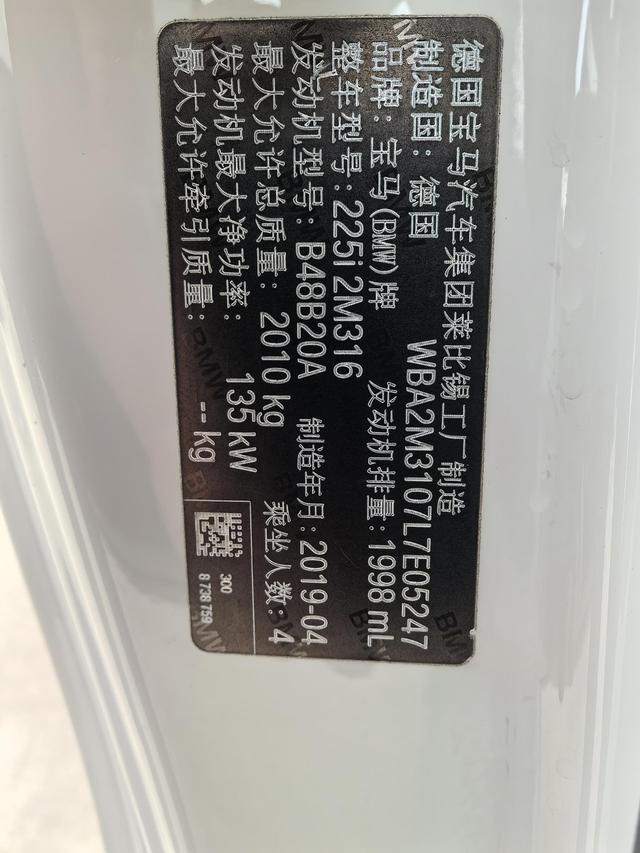 德国宝马汽车集团莱比锡工厂制造
制造国: 德国 WBA2M3107L7E05247
品牌: 宝马(BMW)牌 发动机排量: 1998 mL
整车型号: 225i 2M316
发动机型号: B48B20A 制造年月: 2019-04
最大允许总质量: 2010 kg 乘坐人数: 4
发动机最大净功率: 135 kW
最大允许牵引质量: -- kg
300
8 738 759